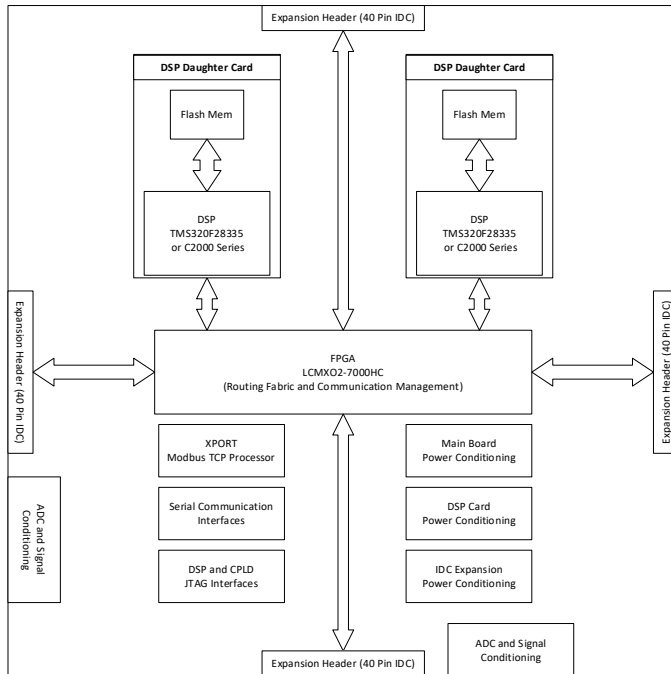 Expansion Header (40 Pin IDC)
DSP Daughter Card
Flash Mem
DSP
TMS320F28335
or C2000 Series
DSP Daughter Card
Flash Mem
DSP
TMS320F28335
or C2000 Series
Expansion Header (40 Pin IDC)
FPGA
LCMXO2-7000HC
(Routing Fabric and Communication Management)
Expansion Header (40 Pin IDC)
XPORT
Modbus TCP Processor
Main Board
Power Conditioning
ADC and Signal
Conditioning
Serial Communication
Interfaces
DSP Card
Power Conditioning
DSP and CPLD
JTAG Interfaces
IDC Expansion
Power Conditioning
Expansion Header (40 Pin IDC)
ADC and Signal
Conditioning